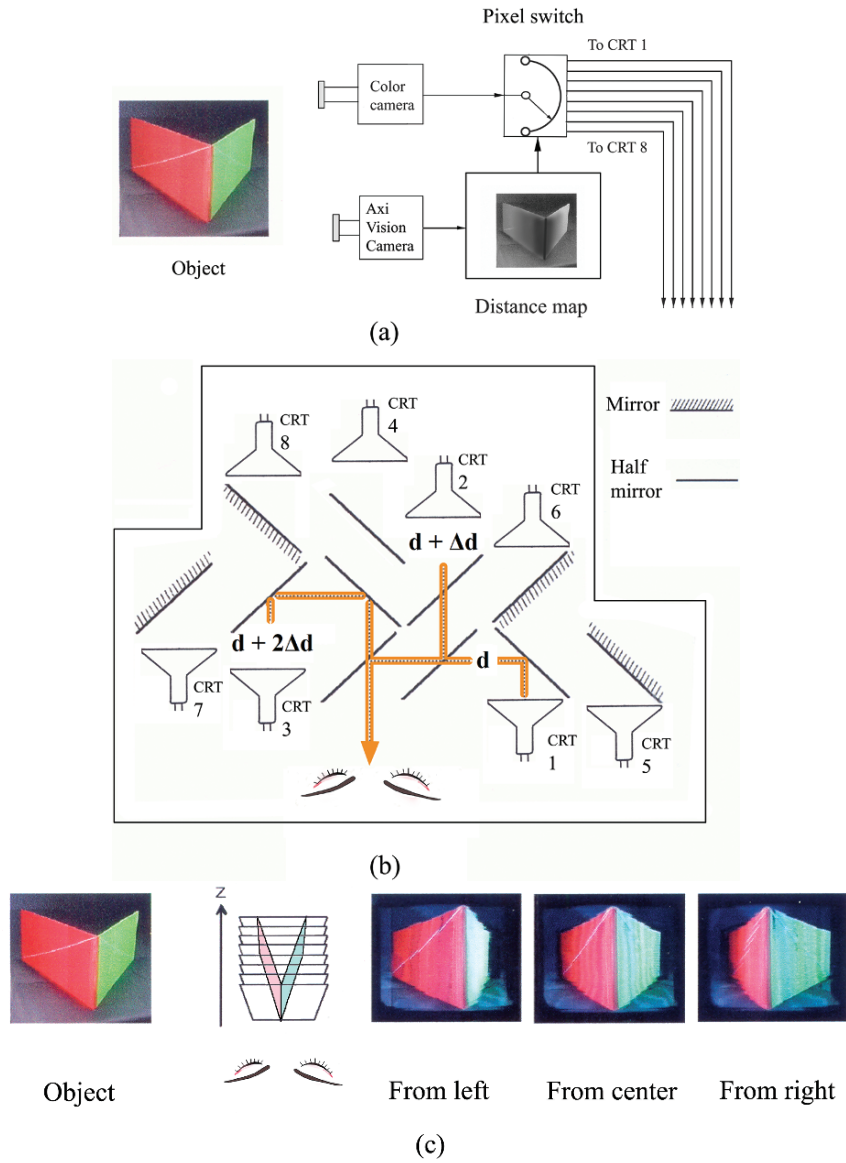 Pixel switch
To CRT 1
Color
camera
To CRT 8
Axi
Vision
Camera
Object
Distance map
(a)
CRT
8
CRT
4
CRT
2
CRT
6
Mirror
Half
mirror
d + Δd
d + 2Δd
d
CRT
7
CRT
3
CRT
1
CRT
5
(b)
Z
Object
From left
From center
From right
(c)